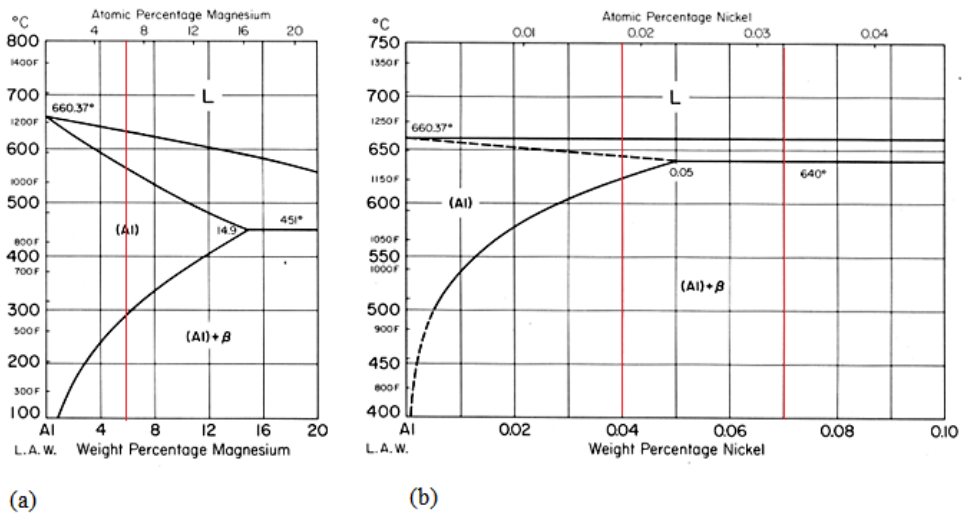 °C
Atomic Percentage Magnesium
4 8 12 16 20
800
1400F
700
660.37°
L
1200F
600
1000F
500
(Al)
14.9
451°
800F
400
700F
300
500F
(Al)+β
200
300F
100
Al 4 8 12 16 20
L.A.W. Weight Percentage Magnesium
(a)
°C
Atomic Percentage Nickel
0.01 0.02 0.03 0.04
750
1350F
700
L
1250F
660.37°
650
0.05
640°
1150F
(Al)
600
1050F
550
1000F
(Al)+β
500
900F
450
800F
400
Al 0.02 0.04 0.06 0.08 0.10
L.A.W. Weight Percentage Nickel
(b)